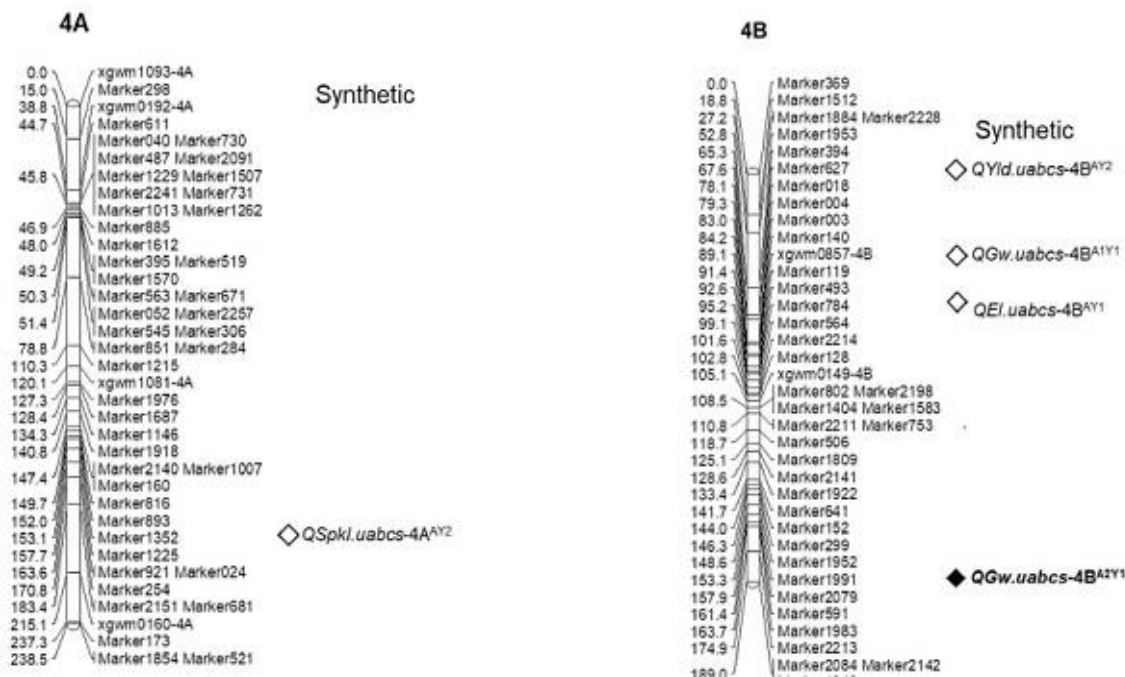 4A
0.0 xgwm1093-4A
15.0 Marker298
38.8 xgwm0192-4A
44.7 Marker611
Marker040 Marker730
Marker487 Marker2091
45.8 Marker1229 Marker1507
Marker2241 Marker731
Marker1013 Marker1262
46.9 Marker885
48.0 Marker1612
49.2 Marker395 Marker519
Marker1570
50.3 Marker563 Marker671
51.4 Marker052 Marker2257
Marker545 Marker306
78.8 Marker851 Marker284
110.3 Marker1215
120.1 xgwm1081-4A
127.3 Marker1976
128.4 Marker1687
134.3 Marker1146
140.8 Marker1918
147.4 Marker2140 Marker1007
Marker160
149.7 Marker816
152.0 Marker893
153.1 Marker1352
157.7 Marker1225
163.6 Marker921 Marker024
170.8 Marker254
183.4 Marker2151 Marker681
215.1 xgwm0160-4A
237.3 Marker173
238.5 Marker1854 Marker521
Synthetic
QSpkl.uabcs-4AAY2
4B
0.0 Marker369
18.8 Marker1512
27.2 Marker1884 Marker2228
52.8 Marker1953
65.3 Marker394
67.6 Marker627
78.1 Marker018
79.3 Marker004
83.0 Marker003
84.2 Marker140
89.1 xgwm0857-4B
91.4 Marker119
92.6 Marker493
95.2 Marker784
99.1 Marker564
101.6 Marker2214
102.8 Marker128
105.1 xgwm0149-4B
108.5 Marker802 Marker2198
Marker1404 Marker1583
110.8 Marker2211 Marker753
118.7 Marker506
125.1 Marker1809
128.6 Marker2141
133.4 Marker1922
141.7 Marker641
144.0 Marker152
146.3 Marker299
148.6 Marker1952
153.3 Marker1991
157.9 Marker2079
161.4 Marker591
163.7 Marker1983
174.9 Marker2213
189.0 Marker2084 Marker2142
Synthetic
QYld.uabcs-4BAY2
QGw.uabcs-4BA1Y1
QEl.uabcs-4BAY1
QGw.uabcs-4BA2Y1